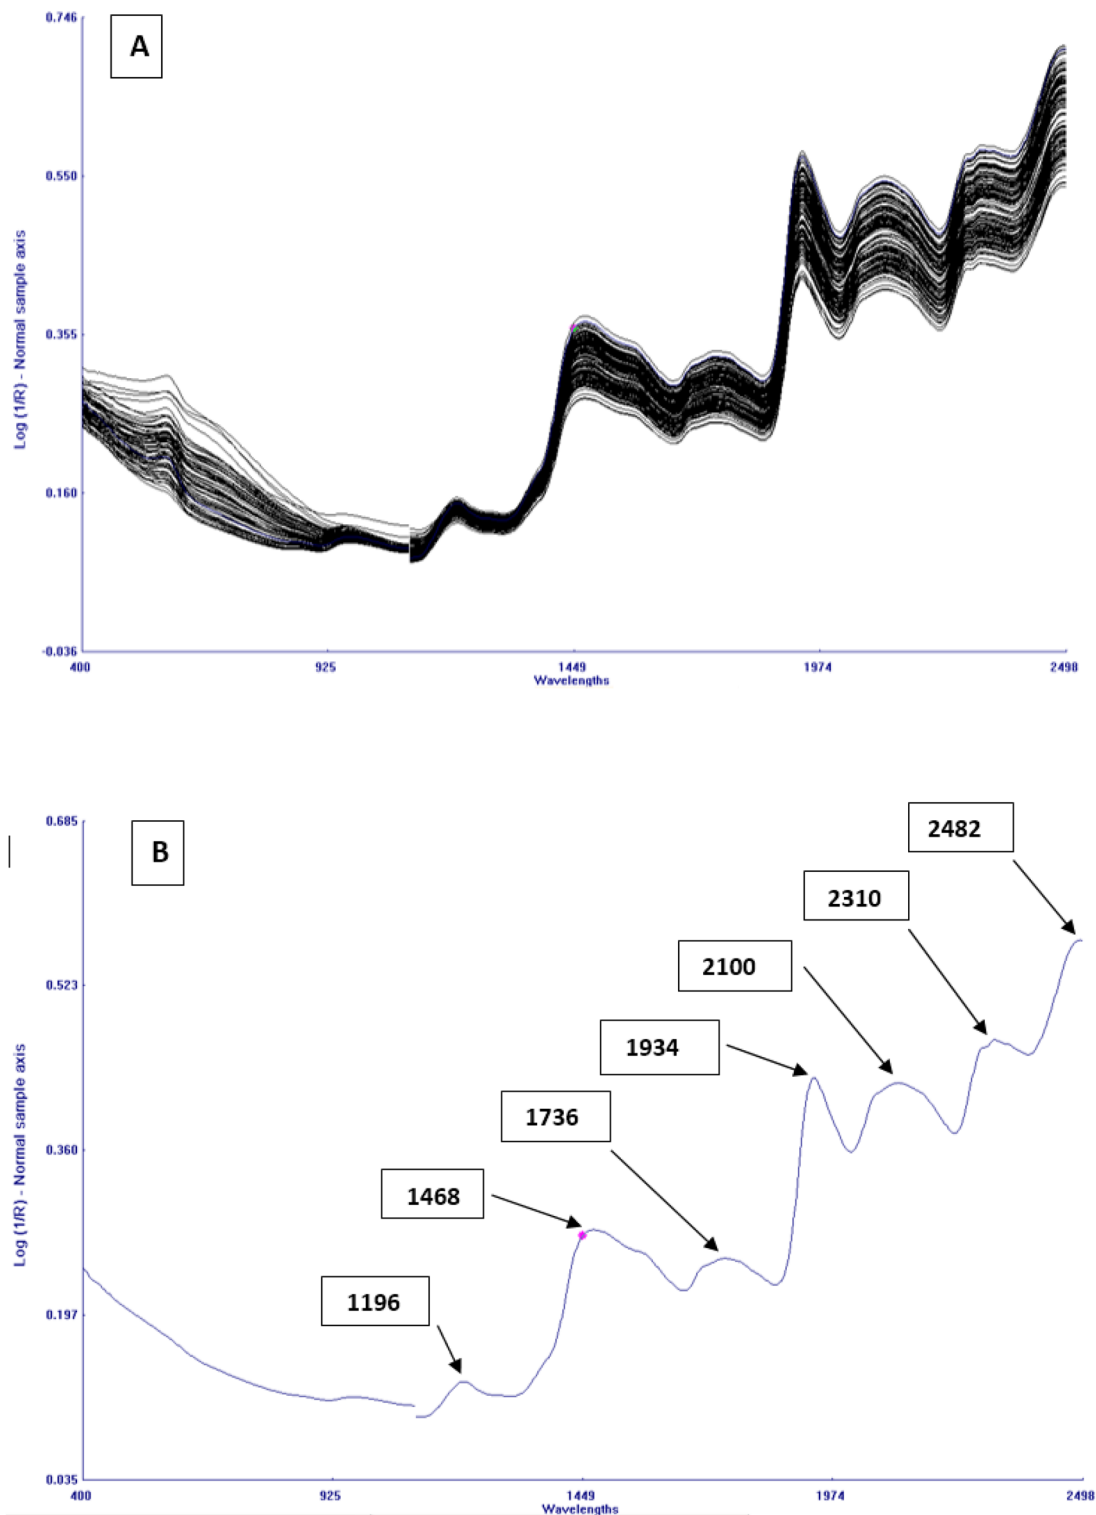 0.746
A
0.550
0.355
0.160
-0.036
Log (1/R) - Normal sample axis
400 925 1449 1974 2498
Wavelengths
0.685
B
2482
2310
2100
0.523
1934
1736
0.360
1468
1196
0.197
0.035
Log (1/R) - Normal sample axis
400 925 1449 1974 2498
Wavelengths